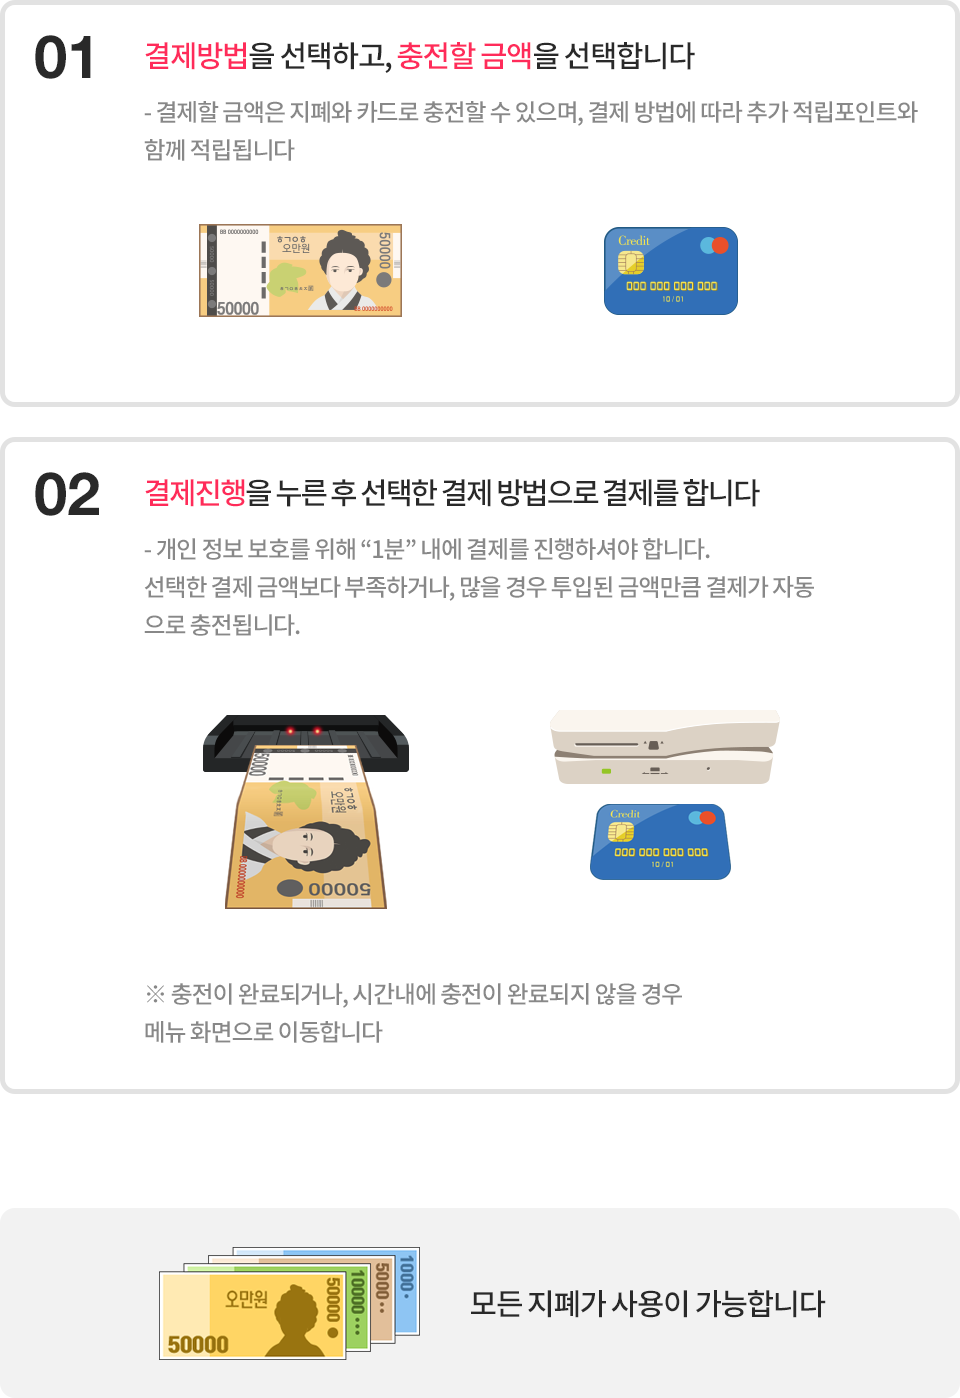 01
결제방법을 선택하고, 충전할 금액을 선택합니다
- 결제할 금액은 지폐와 카드로 충전할 수 있으며, 결제 방법에 따라 추가 적립포인트와
함께 적립됩니다
BB 0000000000
ㅎㄱㅇㅎ
오만원
50000
50000
BB 0000000000
Credit
000 000 000 000
10/01
02
결제진행을 누른 후 선택한 결제 방법으로 결제를 합니다
- 개인 정보 보호를 위해 “1분” 내에 결제를 진행하셔야 합니다.
선택한 결제 금액보다 부족하거나, 많을 경우 투입된 금액만큼 결제가 자동
으로 충전됩니다.
50000
ㅎㄱㅇㅎ
오만원
BB 0000000000
50000
Credit
000 000 000 000
10/01
※ 충전이 완료되거나, 시간내에 충전이 완료되지 않을 경우
메뉴 화면으로 이동합니다
1000
5000
10000
50000
오만원
50000
모든 지폐가 사용이 가능합니다